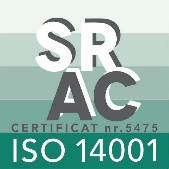 SR
AC
CERTIFICAT nr.5475
ISO 14001